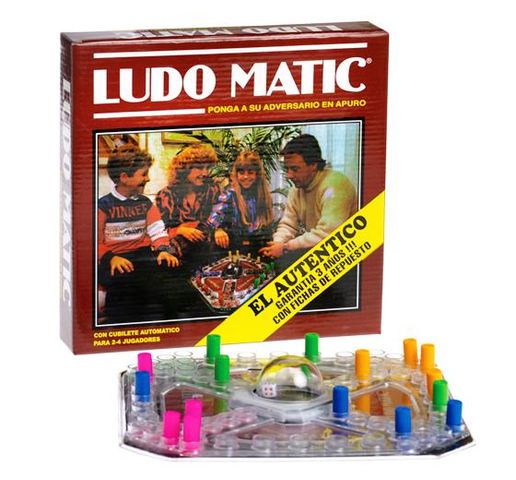 LUDO MATIC®
PONGA A SU ADVERSARIO EN APURO
LUDO MATIC
WINNER
EL AUTENTICO
GARANTIA 3 AÑOS!!!
CON FICHAS DE REPUESTO
CON CUBILETE AUTOMATICO
PARA 2-4 JUGADORES